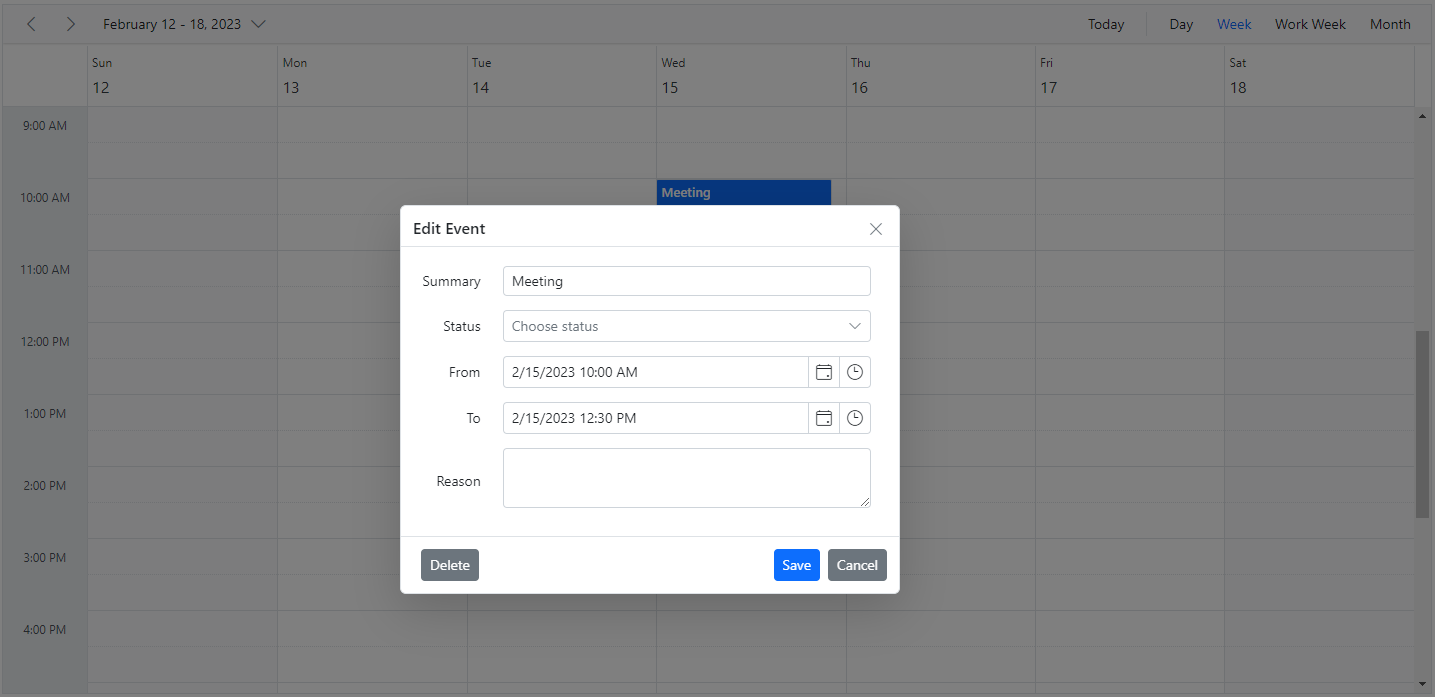 February 12 - 18, 2023 Today Day Week Work Week Month
Sun Mon Tue Wed Thu Fri Sat
12 13 14 15 16 17 18
9:00 AM
10:00 AM
Meeting
Edit Event
11:00 AM
Summary Meeting
Status Choose status
12:00 PM
From 2/15/2023 10:00 AM
1:00 PM
To 2/15/2023 12:30 PM
2:00 PM
Reason
3:00 PM
Delete Save Cancel
4:00 PM